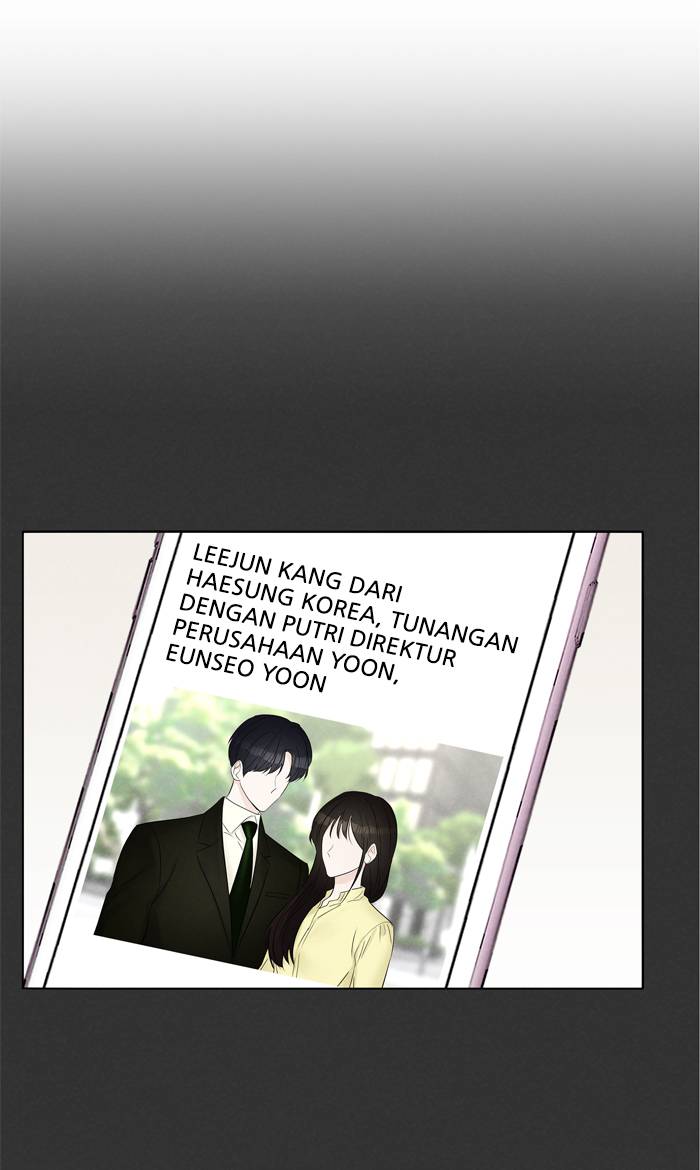 LEEJUN KANG DARI
HAESUNG KOREA, TUNANGAN
DENGAN PUTRI DIREKTUR
PERUSAHAAN YOON,
EUNSEO YOON